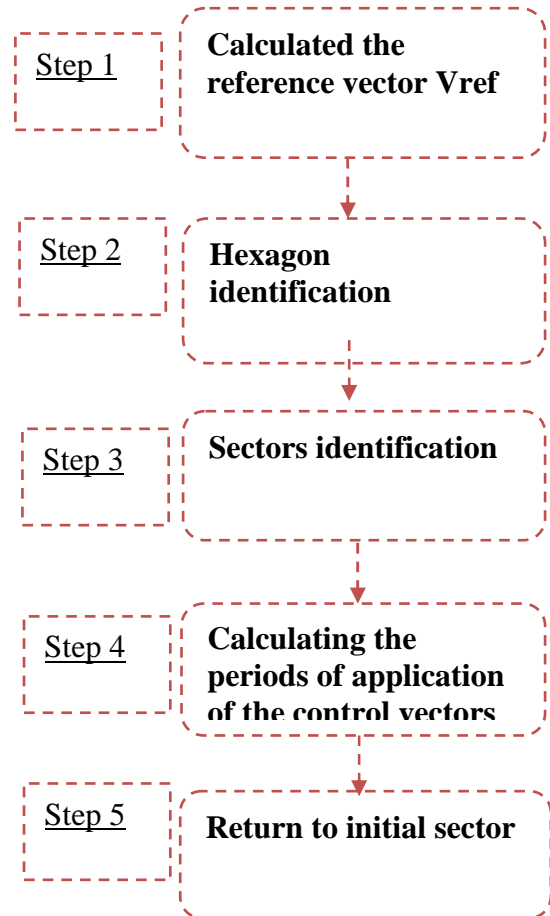 Step 1
Calculated the
reference vector Vref
Step 2
Hexagon
identification
Step 3
Sectors identification
Step 4
Calculating the
periods of application
of the control vectors
Step 5
Return to initial sector